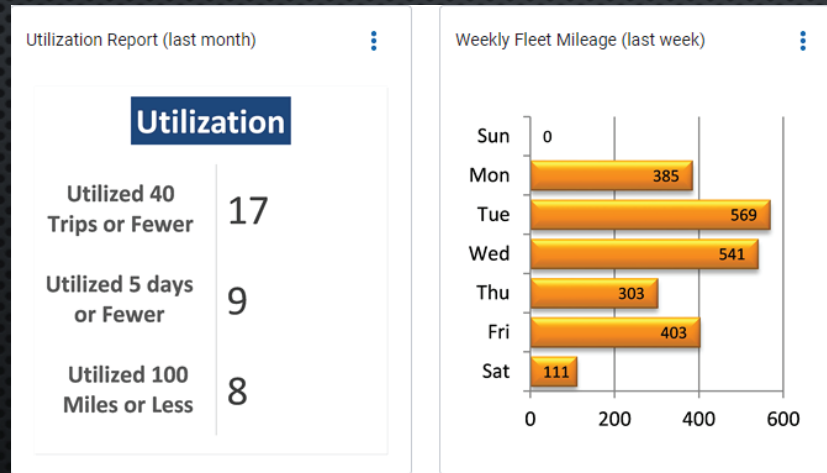 Utilization Report (last month)
Utilization
Utilized 40
Trips or Fewer
17
Utilized 5 days
or Fewer
9
Utilized 100
Miles or Less
8
Weekly Fleet Mileage (last week)
Sun 0
Mon 385
Tue 569
Wed 541
Thu 303
Fri 403
Sat 111
0 200 400 600